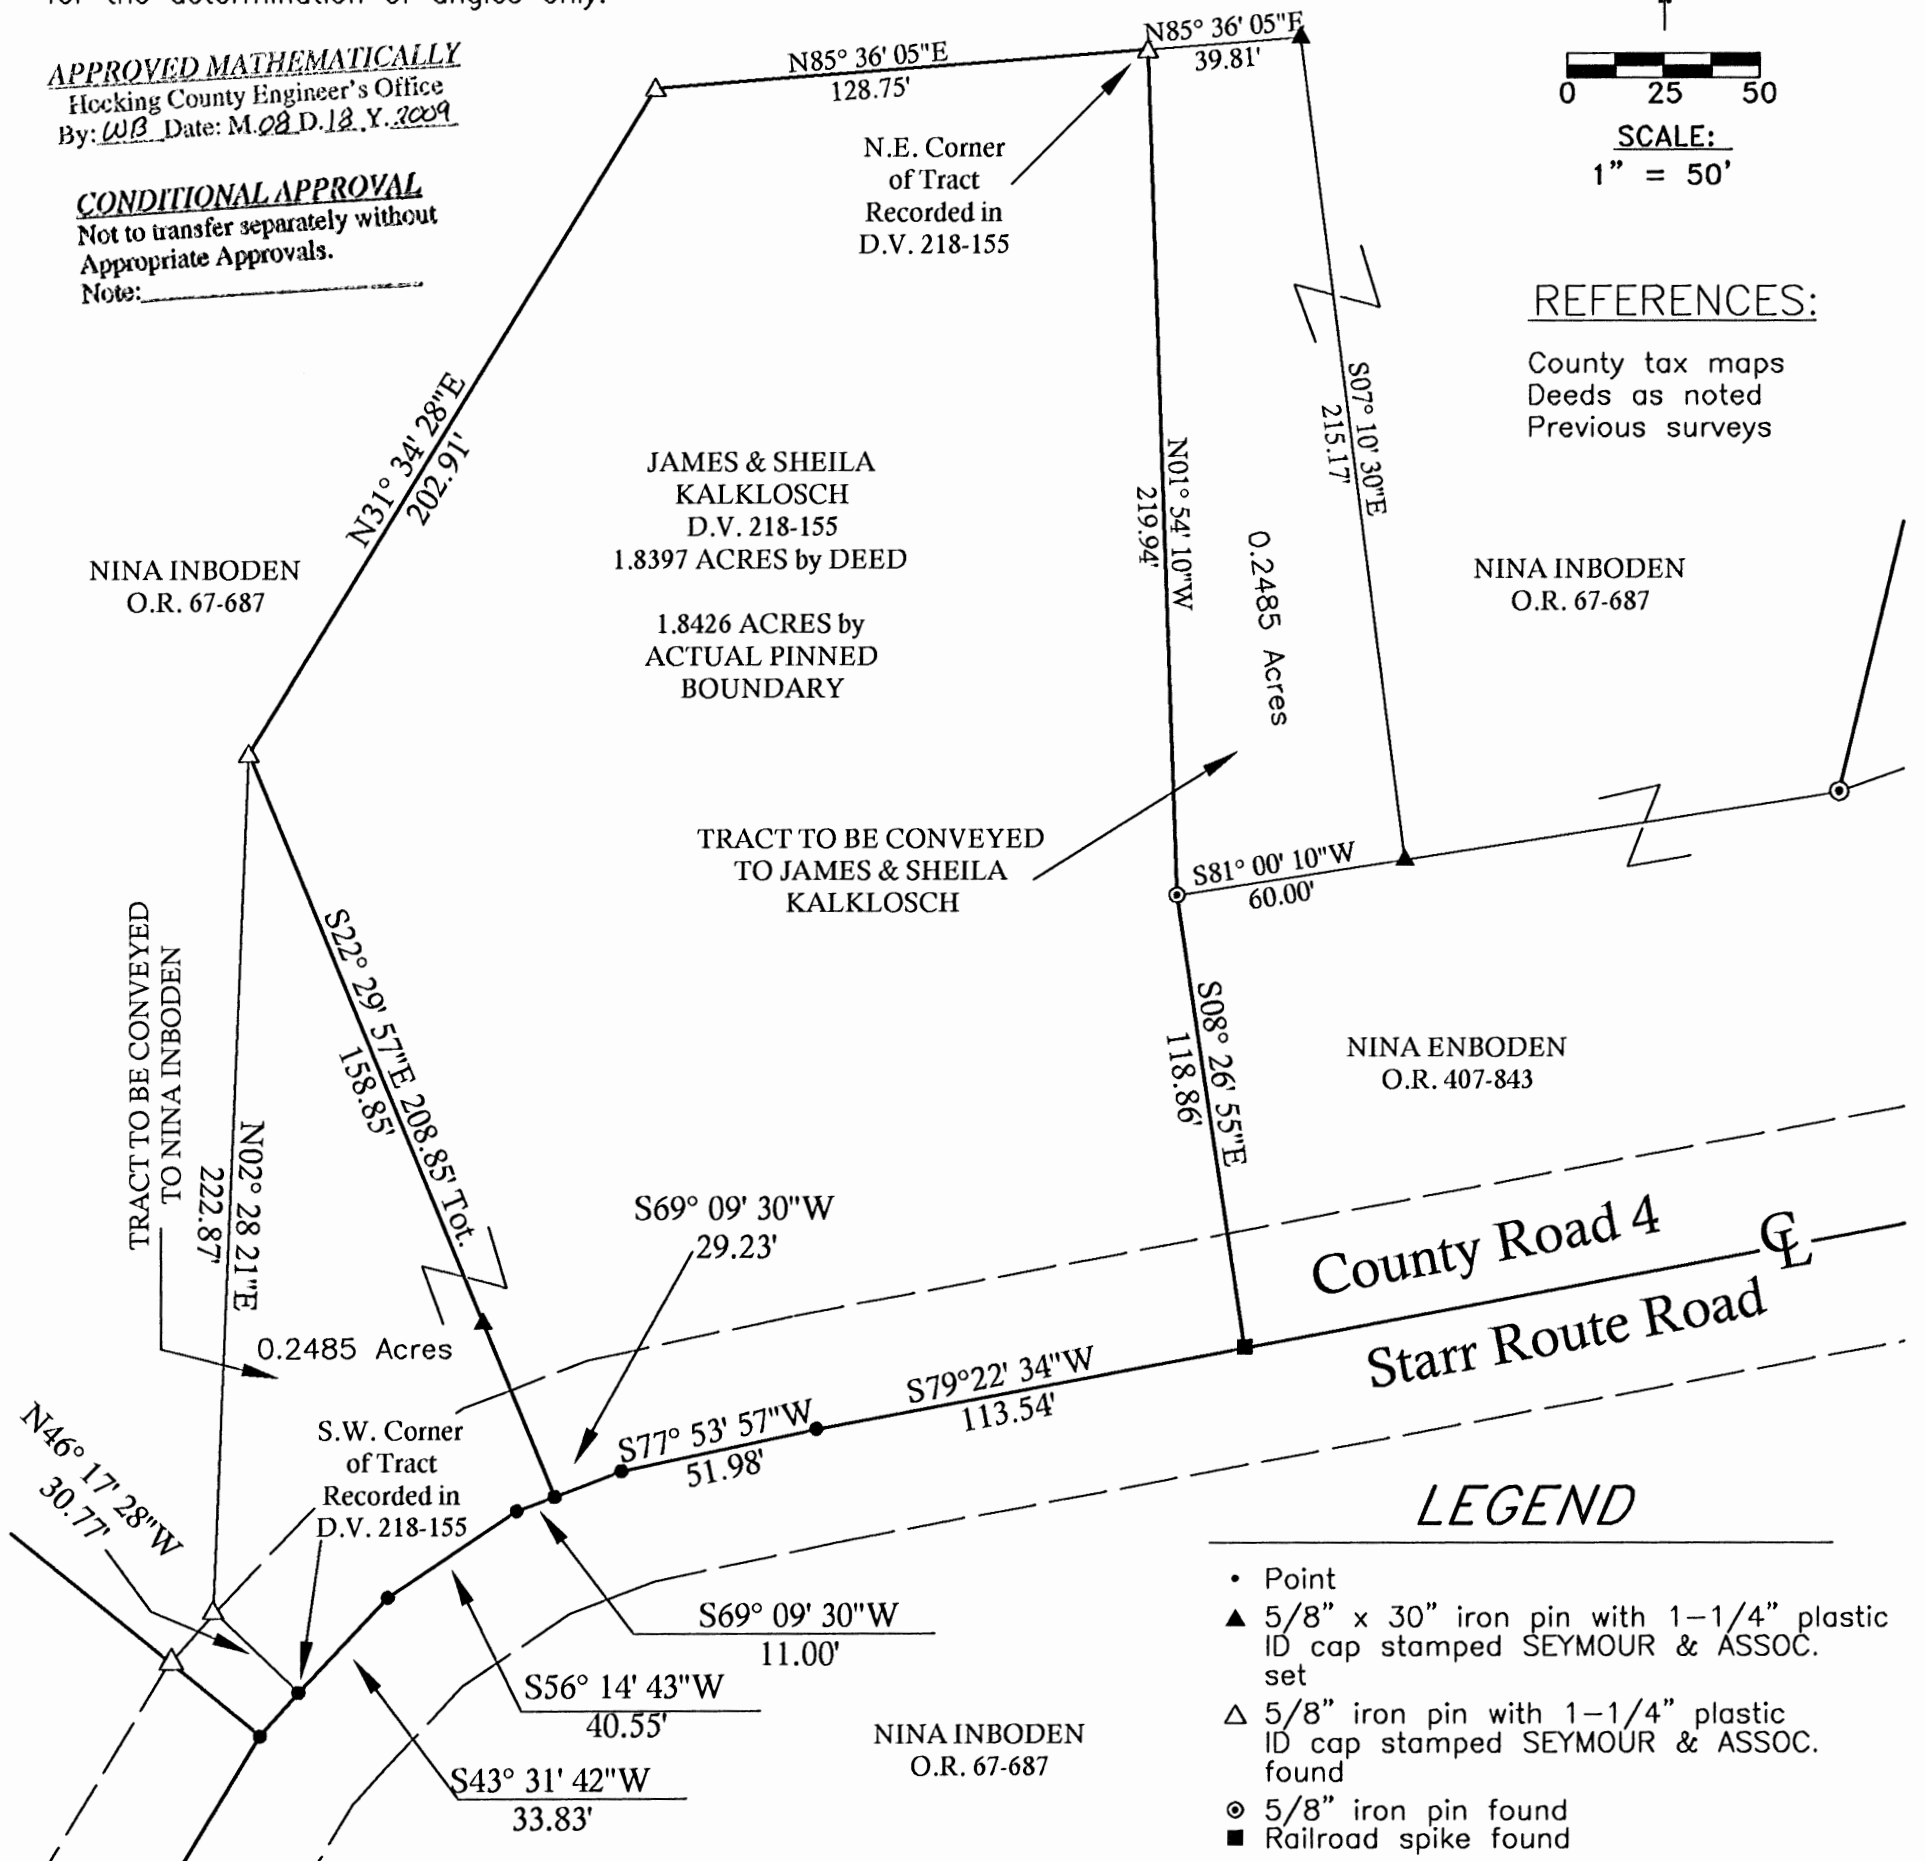 for the determination of angles only.
APPROVED MATHEMATICALLY
Hocking County Engineer's Office
By: WB Date: M.08 D.18 Y.2009
CONDITIONAL APPROVAL
Not to transfer separately without
Appropriate Approvals.
Note:
N85° 36' 05"E
128.75'
N85° 36' 05"E
39.81'
0 25 50
SCALE:
1" = 50'
N.E. Corner
of Tract
Recorded in
D.V. 218-155
REFERENCES:
County tax maps
Deeds as noted
Previous surveys
N31° 34' 28"E
202.91'
JAMES & SHEILA
KALKLOSCH
D.V. 218-155
1.8397 ACRES by DEED
1.8426 ACRES by
ACTUAL PINNED
BOUNDARY
N01° 54' 10"W
219.94'
S07° 10' 30"E
215.17'
0.2485 Acres
NINA INBODEN
O.R. 67-687
NINA INBODEN
O.R. 67-687
TRACT TO BE CONVEYED
TO JAMES & SHEILA
KALKLOSCH
S81° 00' 10"W
60.00'
TRACT TO BE CONVEYED
TO NINA INBODEN
S22° 29' 57"E 208.85' Tot.
158.85'
N02° 28 21"E
222.87'
S08° 26' 55"E
118.86'
NINA ENBODEN
O.R. 407-843
S69° 09' 30"W
29.23'
County Road 4
CL
Starr Route Road
0.2485 Acres
S79°22' 34"W
113.54'
S77° 53' 57"W
51.98'
N46° 17' 28"W
30.77'
S.W. Corner
of Tract
Recorded in
D.V. 218-155
S69° 09' 30"W
11.00'
S56° 14' 43"W
40.55'
S43° 31' 42"W
33.83'
NINA INBODEN
O.R. 67-687
LEGEND
Point
5/8" x 30" iron pin with 1-1/4" plastic
ID cap stamped SEYMOUR & ASSOC.
set
5/8" iron pin with 1-1/4" plastic
ID cap stamped SEYMOUR & ASSOC.
found
5/8" iron pin found
Railroad spike found